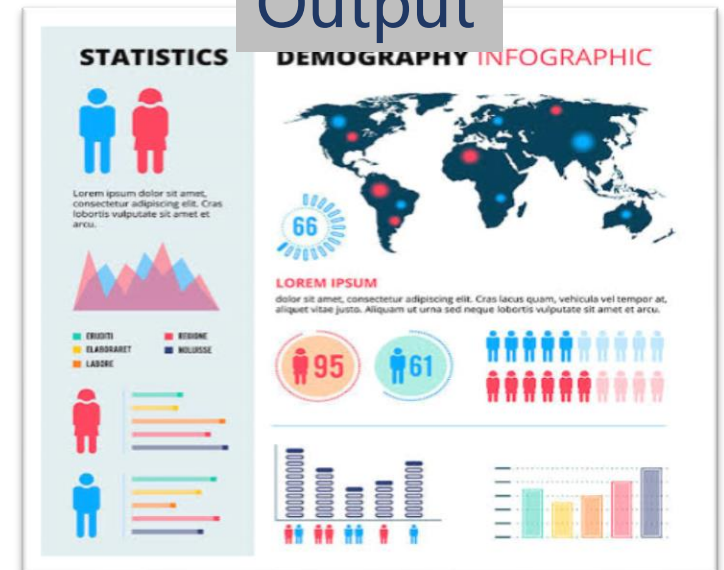 Output
STATISTICS
DEMOGRAPHY INFOGRAPHIC
Lorem ipsum dolor sit amet,
consectetur adipiscing elit. Cras
lobortis vulputate sit amet et
arcu.
66
LOREM IPSUM
dolor sit amet, consectetur adipiscing elit. Cras lacus quam, vehicula vel tempor at,
aliquet vitae justo. Aliquam ut urna sed neque lobortis vulputate sit amet et arcu.
ERUDITI
REGIONE
ELABORARET
NOLUISSE
LABORE
95
61